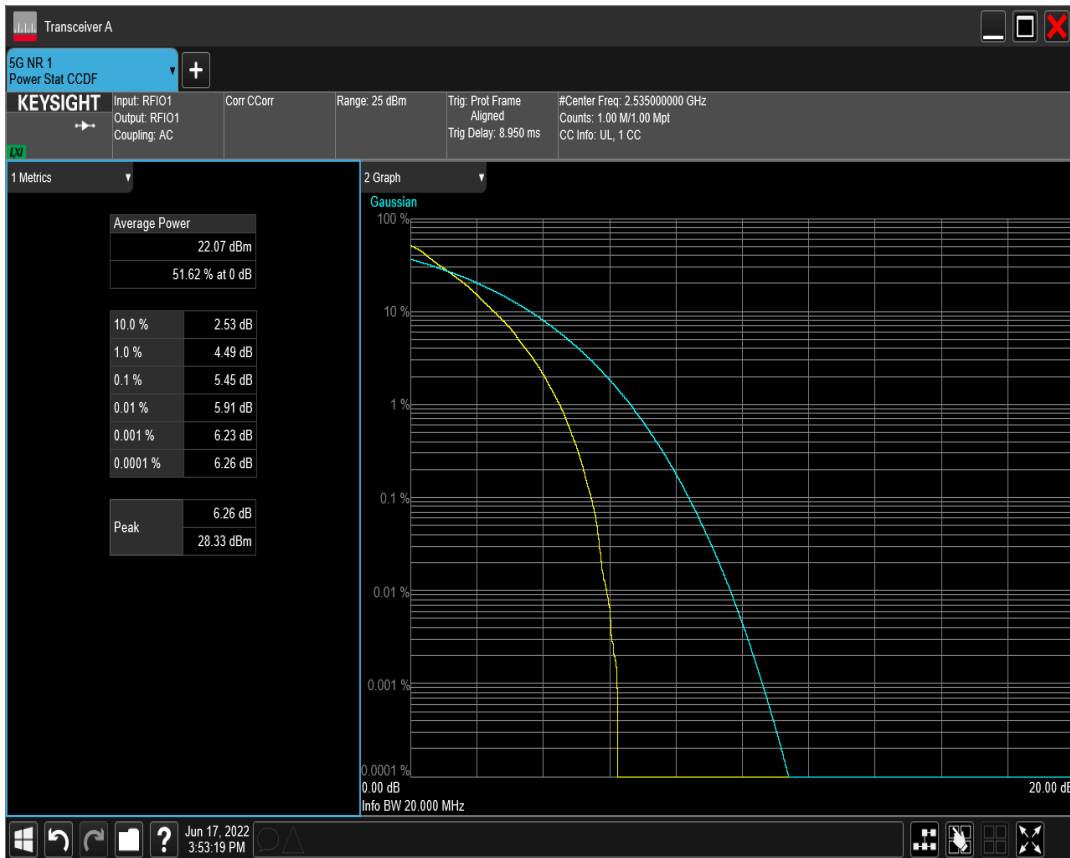 Transceiver A
5G NR 1
Power Stat CCDF
+
KEYSIGHT
LXI
Input: RFIO1
Output: RFIO1
Coupling: AC
Corr CCorr
Range: 25 dBm
Trig: Prot Frame
Aligned
Trig Delay: 8.950 ms
#Center Freq: 2.535000000 GHz
Counts: 1.00 M/1.00 Mpt
CC Info: UL, 1 CC
1 Metrics
Average Power
22.07 dBm
51.62 % at 0 dB
10.0 % 2.53 dB
1.0 % 4.49 dB
0.1 % 5.45 dB
0.01 % 5.91 dB
0.001 % 6.23 dB
0.0001 % 6.26 dB
Peak
6.26 dB
28.33 dBm
2 Graph
Gaussian
100 %
10 %
1 %
0.1 %
0.01 %
0.001 %
0.0001 %
0.00 dB 20.00 dB
Info BW 20.000 MHz
?
Jun 17, 2022
3:53:19 PM